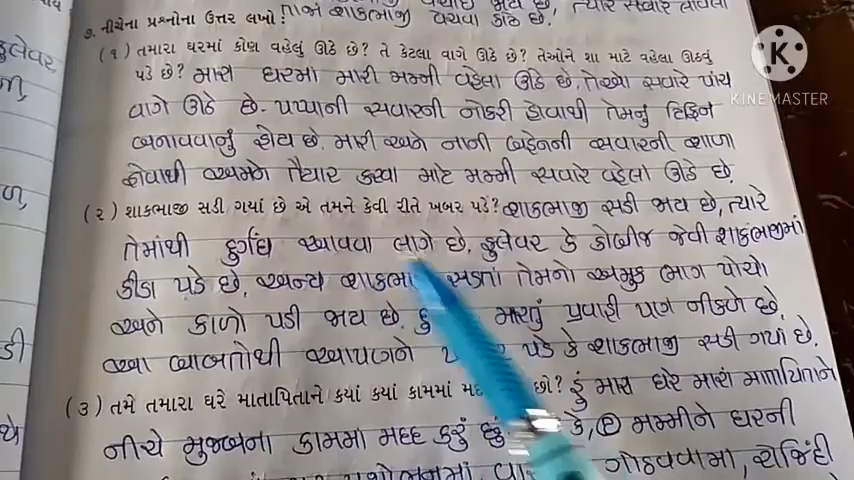 તાજાં શાકભાજી વેચવા કાઢે છે.
૭. નીચેના પ્રશ્નોના ઉત્તર લખો :
(૧) તમારા ઘરમાં કોણ વહેલું ઊઠે છે? તે કેટલા વાગે ઊઠે છે? તેઓને શા માટે વહેલા ઊઠવું
પડે છે? મારા ઘરમાં મારી મમ્મી વહેલા ઊઠે છે. તેઓ સવારે પાંચ
વાગે ઊઠે છે. પપ્પાની સવારની નોકરી હોવાથી તેમનું ટિફિન
બનાવવાનું હોય છે. મારી અને નાની બહેનની સવારની શાળા
હોવાથી અમને તૈયાર કરવા માટે મમ્મી સવારે વહેલા ઊઠે છે.
(૨) શાકભાજી સડી ગયાં છે એ તમને કેવી રીતે ખબર પડે? શાકભાજી સડી જાય છે, ત્યારે
તેમાંથી દુર્ગંધ આવવા લાગે છે. ફુલેવર કે કોબીજ જેવી શાકભાજીમાં
કીડા પડે છે. અન્ય સડતાં તેમનો અમુક ભાગ પોચો
અને કાળો પડી જાય છે. મારતું પ્રવાહી પણ નીકળે છે.
આ બાબતોથી આપણને પડે કે શાકભાજી સડી ગયાં છે.
(૩) તમે તમારા ઘરે માતાપિતાને કયાં કયાં કામમાં છો? હું મારા ઘરે મારાં માતાપિતાને
નીચે મુજબના કામમાં મદદ કરું છું. કે, મમ્મીને ઘરની
ગોઠવવામાં, રોજિંદી
ફુલેવર
KINEMASTER